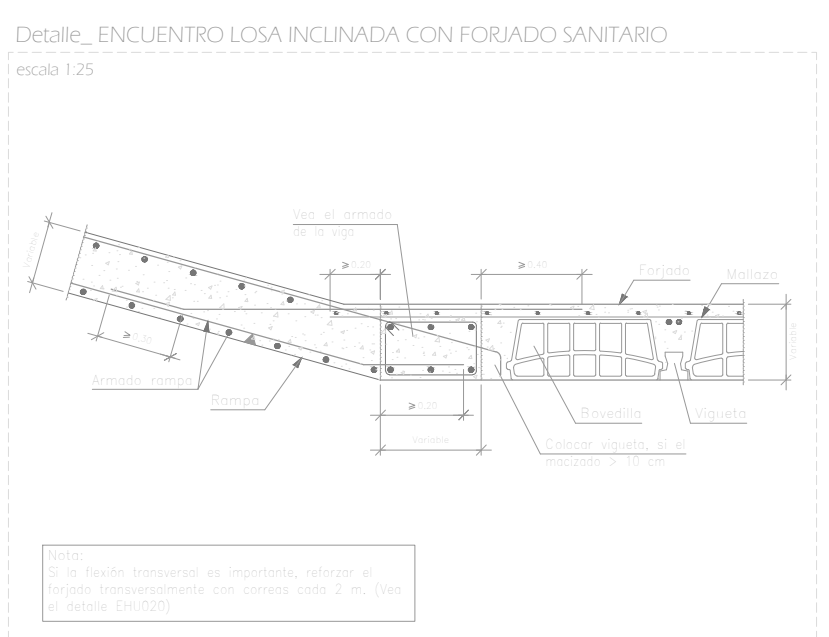 Detalle_ ENCUENTRO LOSA INCLINADA CON FORJADO SANITARIO
escala 1:25
Vea el armado
de la viga
Variable
≥0,20
≥0,40
Forjado
Mallazo
Variable
≥0,30
Armado rampa
Rampa
≥0,20
Variable
Bovedilla
Vigueta
Colocar vigueta, si el
macizado > 10 cm
Nota:
Si la flexión transversal es importante, reforzar el
forjado transversalmente con correas cada 2 m. (Vea
el detalle EHU020)